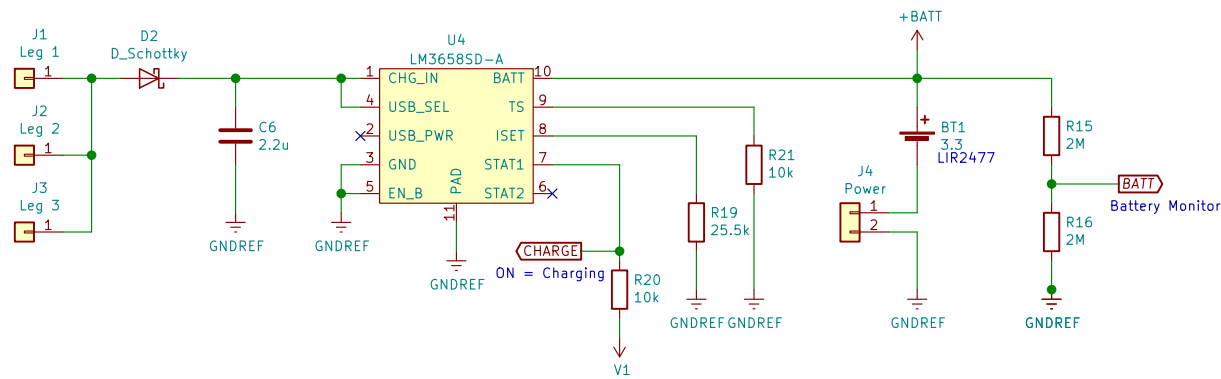 +BATT
J1
Leg 1
1
D2
D_Schottky
U4
LM3658SD-A
1 CHG_IN
BATT 10
4 USB_SEL
TS 9
2 USB_PWR
ISET 8
3 GND
STAT1 7
5 EN_B
STAT2 6
PAD
11
J2
Leg 2
1
J3
Leg 3
1
C6
2.2u
GNDREF
GNDREF
GNDREF
CHARGE
ON = Charging
R20
10k
V1
R19
25.5k
GNDREF
R21
10k
GNDREF
+
BT1
3.3
LIR2477
J4
Power
1
2
GNDREF
R15
2M
BATT
Battery Monitor
R16
2M
GNDREF